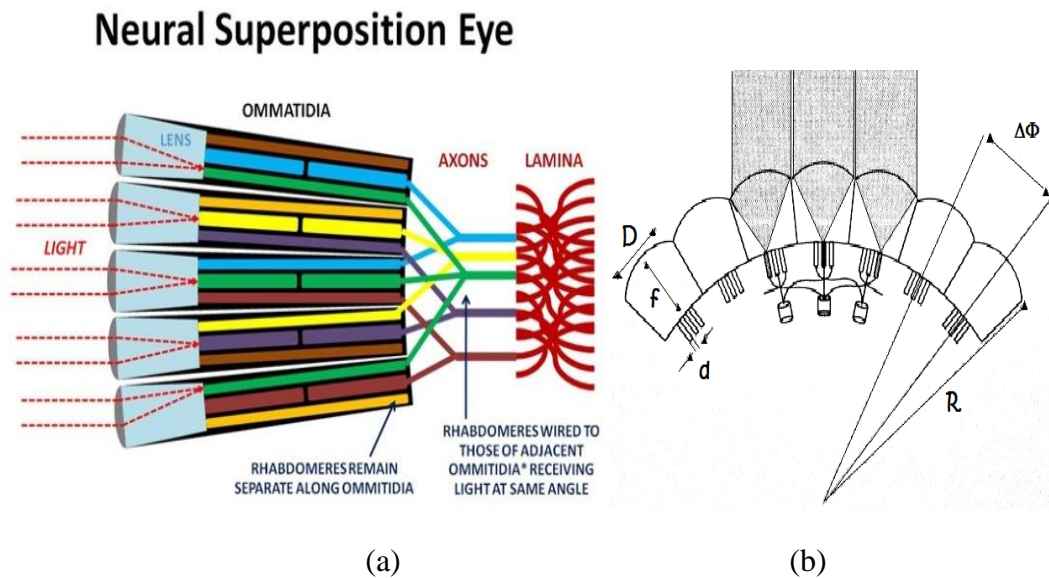 Neural Superposition Eye
OMMATIDIA
LENS
AXONS
LAMINA
LIGHT
RHABDOMERES REMAIN
SEPARATE ALONG OMMITIDIA
RHABDOMERES WIRED TO
THOSE OF ADJACENT
OMMITIDIA* RECEIVING
LIGHT AT SAME ANGLE
ΔΦ
D
f
d
R
(a)
(b)